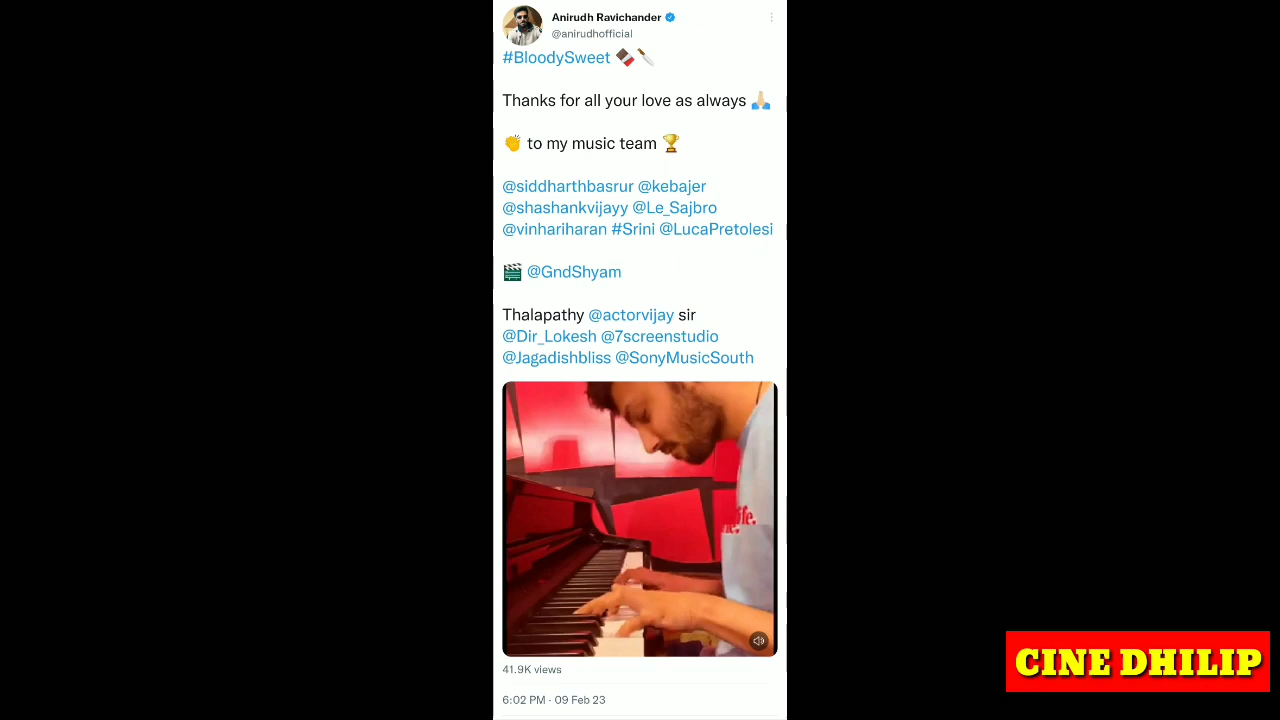 Anirudh Ravichander
@anirudhofficial
#BloodySweet 🍫🔪
Thanks for all your love as always 🙏🏻
👏 to my music team 🏆
@siddharthbasrur @kebajer
@shashankvijayy @Le_Sajbro
@vinhariharan #Srini @LucaPretolesi
🎬 @GndShyam
Thalapathy @actorvijay sir
@Dir_Lokesh @7screenstudio
@Jagadishbliss @SonyMusicSouth
41.9K views
6:02 PM · 09 Feb 23
CINE DHILIP